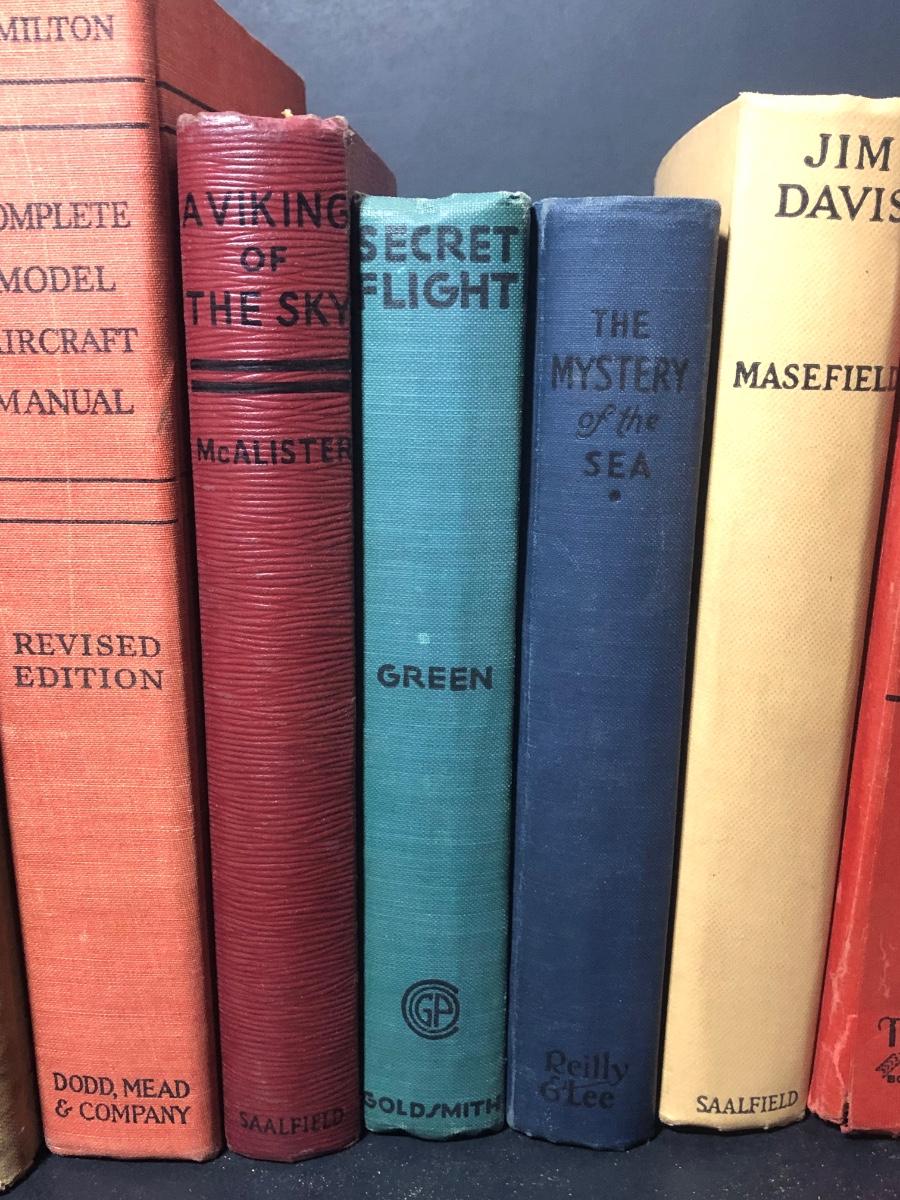 MILTON
OMPLETE
MODEL
AIRCRAFT
MANUAL
REVISED
EDITION
DODD, MEAD
& COMPANY
A VIKING
OF
THE SKY
McALISTER
SAALFIELD
SECRET
FLIGHT
GREEN
GP
GOLDSMITH
THE
MYSTERY
of the
SEA
Reilly
& Lee
JIM
DAVIS
MASEFIELD
SAALFIELD